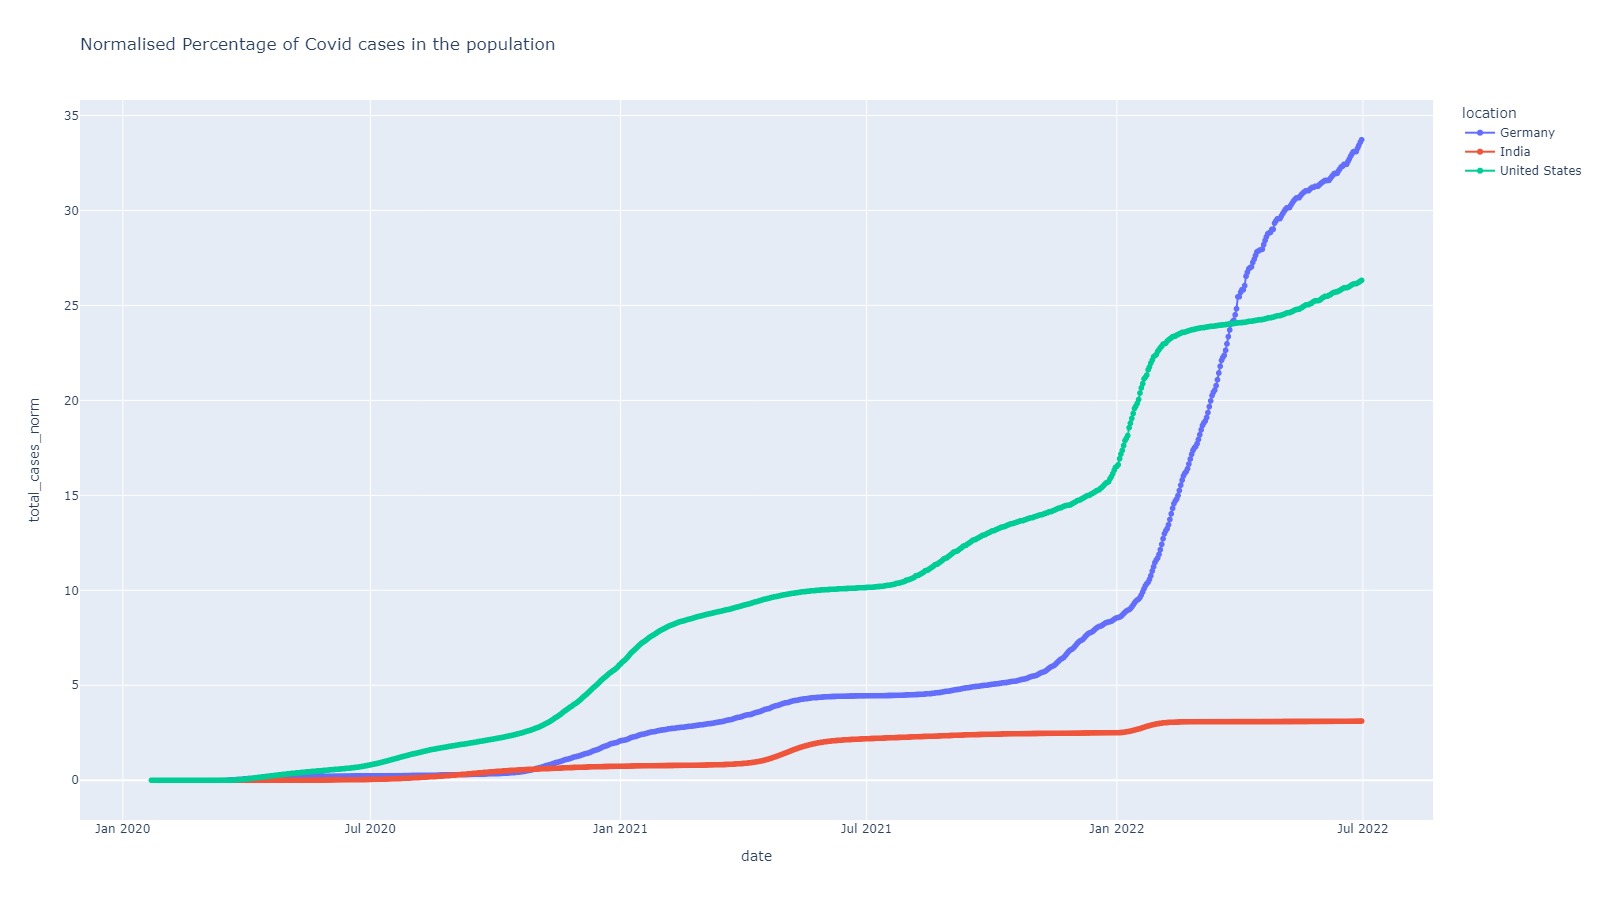 Normalised Percentage of Covid cases in the population
location
Germany
India
United States
total_cases_norm
35
30
25
20
15
10
5
0
Jan 2020 Jul 2020 Jan 2021 Jul 2021 Jan 2022 Jul 2022
date